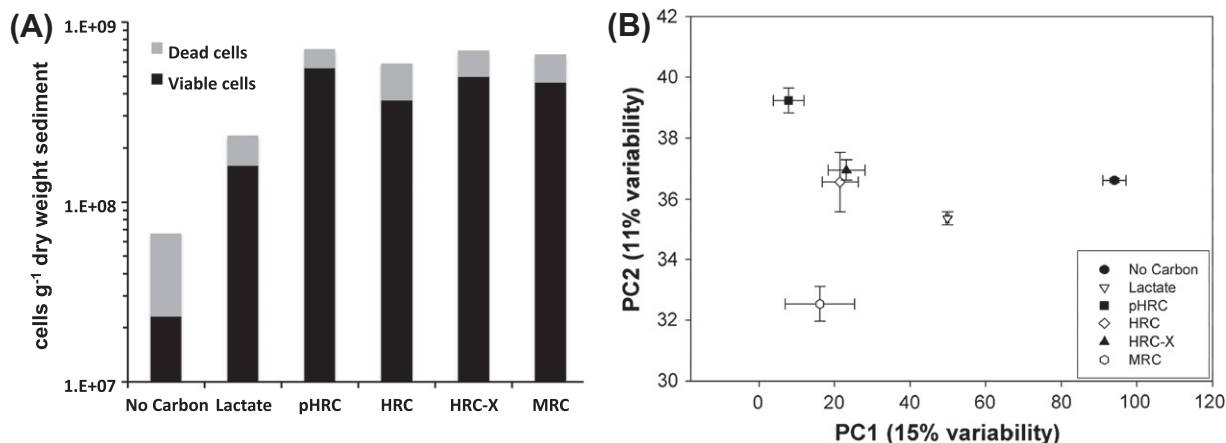 (A)
1.E+09
1.E+08
1.E+07
cells g⁻¹ dry weight sediment
Dead cells
Viable cells
No Carbon Lactate pHRC HRC HRC-X MRC
(B)
42
40
38
36
34
32
30
PC2 (11% variability)
0 20 40 60 80 100 120
PC1 (15% variability)
No Carbon
Lactate
pHRC
HRC
HRC-X
MRC